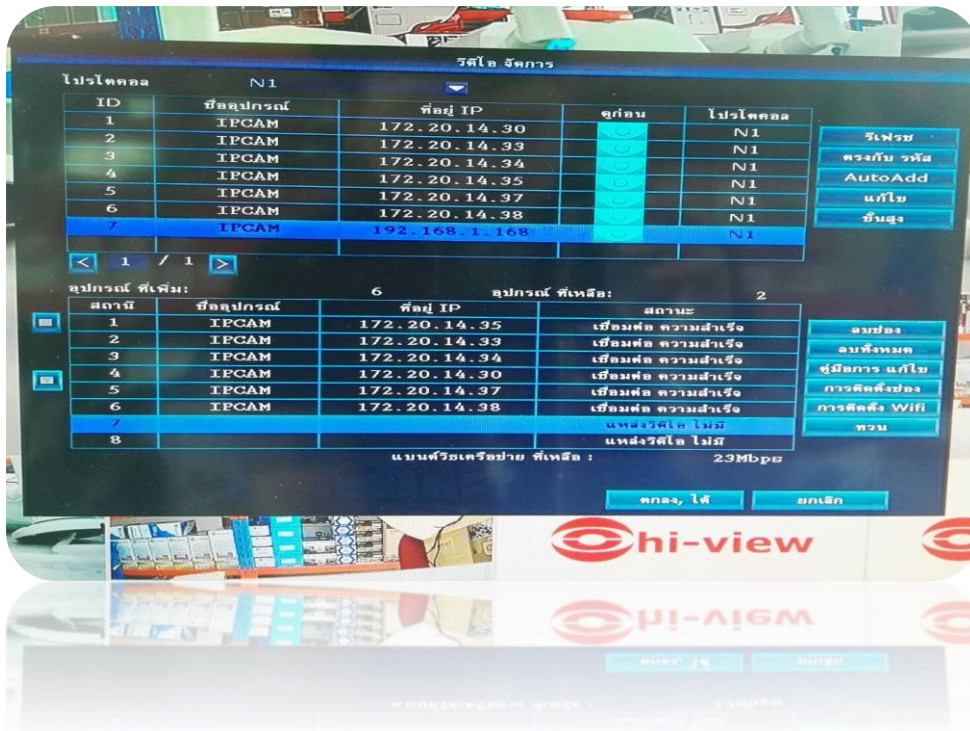 วีดีโอ จัดการ
โปรโตคอล N1
ID ชื่ออุปกรณ์ ที่อยู่ IP ดูก่อน โปรโตคอล
1 IPCAM 172.20.14.30 N1
2 IPCAM 172.20.14.33 N1
3 IPCAM 172.20.14.34 N1
4 IPCAM 172.20.14.35 N1
5 IPCAM 172.20.14.37 N1
6 IPCAM 172.20.14.38 N1
7 IPCAM 192.168.1.168 N1
รีเฟรช
ตรงกับ รหัส
AutoAdd
แก้ไข
ขั้นสูง
< 1 / 1 >
อุปกรณ์ ที่เพิ่ม: 6 อุปกรณ์ ที่เหลือ: 2
สถานี ชื่ออุปกรณ์ ที่อยู่ IP สถานะ
1 IPCAM 172.20.14.35 เชื่อมต่อ ความสำเร็จ
2 IPCAM 172.20.14.33 เชื่อมต่อ ความสำเร็จ
3 IPCAM 172.20.14.34 เชื่อมต่อ ความสำเร็จ
4 IPCAM 172.20.14.30 เชื่อมต่อ ความสำเร็จ
5 IPCAM 172.20.14.37 เชื่อมต่อ ความสำเร็จ
6 IPCAM 172.20.14.38 เชื่อมต่อ ความสำเร็จ
7 แหล่งวีดีโอ ไม่มี
8 แหล่งวีดีโอ ไม่มี
ลบช่อง
ลบทั้งหมด
คู่มือการ แก้ไข
การติดตั้งช่อง
การติดตั้ง Wifi
ทวน
แบนด์วิธเครือข่าย ที่เหลือ : 23Mbps
ตกลง, ได้ ยกเลิก
hi-view